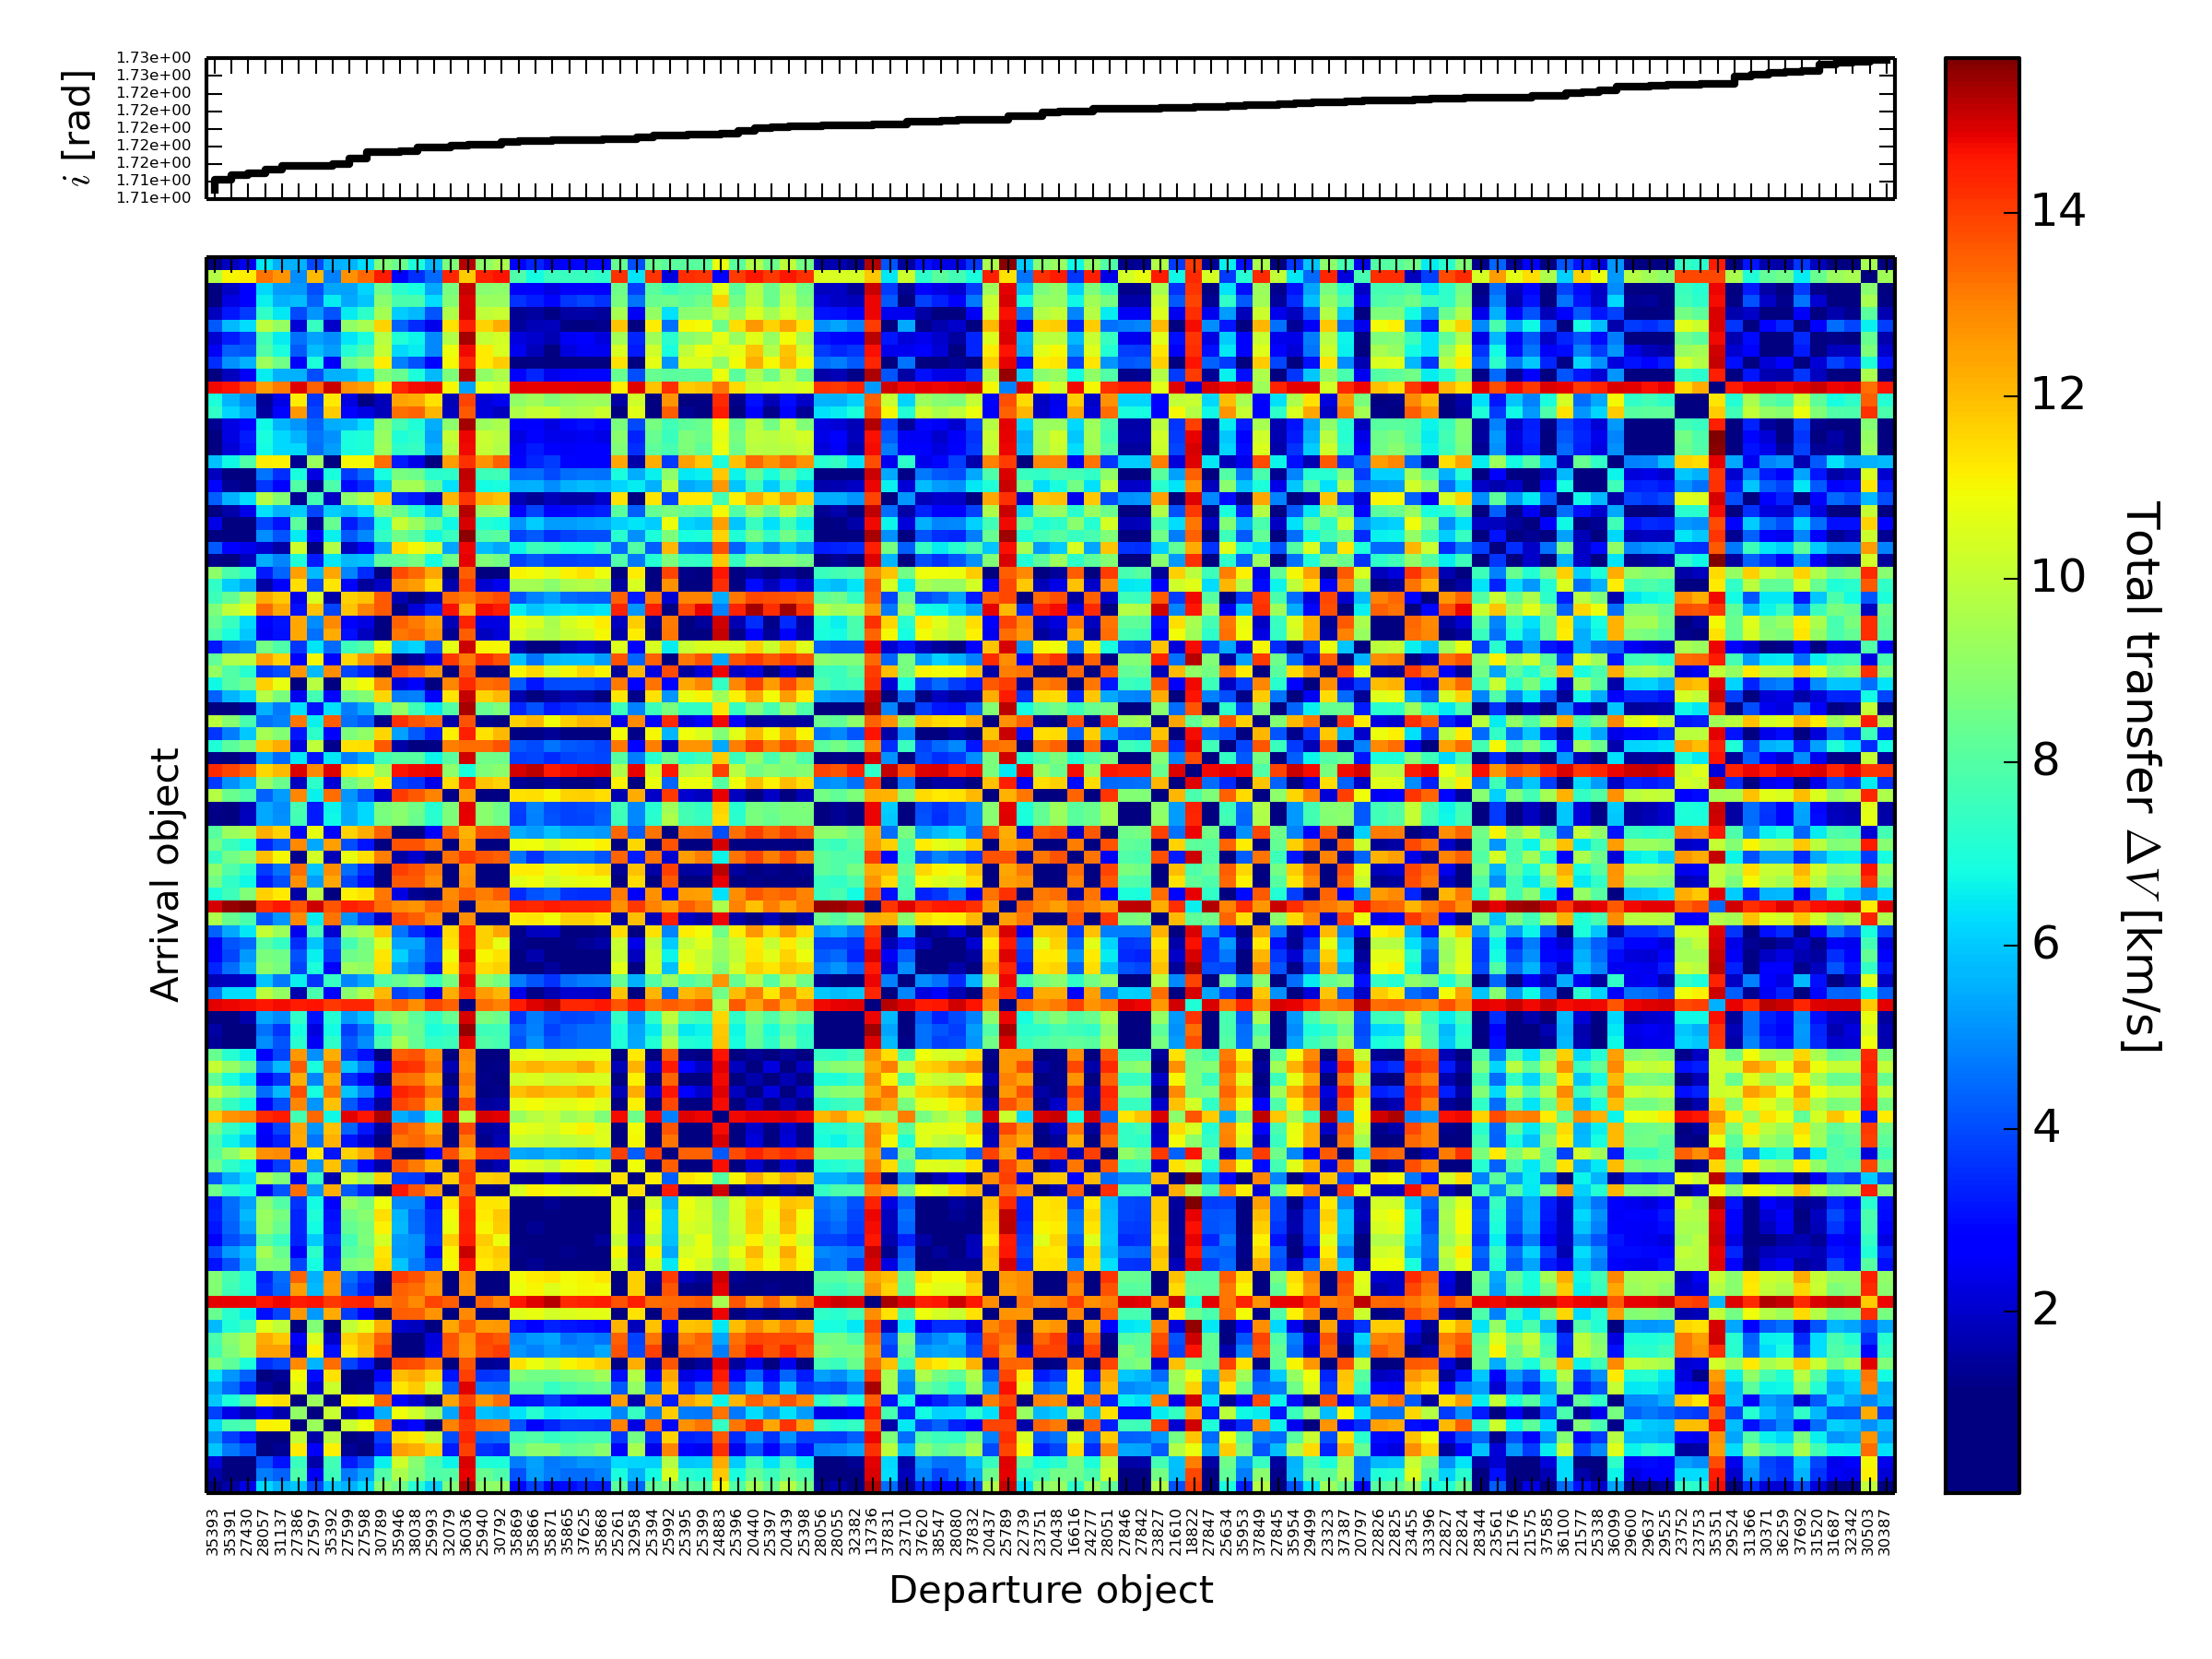 1.73e+00
1.73e+00
1.72e+00
1.72e+00
1.72e+00
1.72e+00
1.72e+00
1.71e+00
1.71e+00
i [rad]
14
12
10
8
6
4
2
Total transfer ΔV [km/s]
Arrival object
35393 35391 27430 28057 31137 27386 27597 35392 27599 27598 30789 35946 38038 25993 32079 36036 25940 30792 35869 35866 35871 35865 37625 35868 25261 32958 25394 25992 25395 25399 24883 25396 20440 25397 20439 25398 28056 28055 32382 13736 37831 23710 37620 38547 28080 37832 20437 25789 22739 23751 20438 16616 24277 28051 27846 27842 23827 21610 18822 27847 25634 35953 37849 27845 35954 29499 23323 37387 20797 22826 22825 23455 33396 22827 22824 28344 23561 21576 21575 37585 36100 21577 25338 36099 29600 29637 29525 23752 23753 35351 29524 31366 30371 36259 37692 31520 31687 32342 30503 30387
Departure object